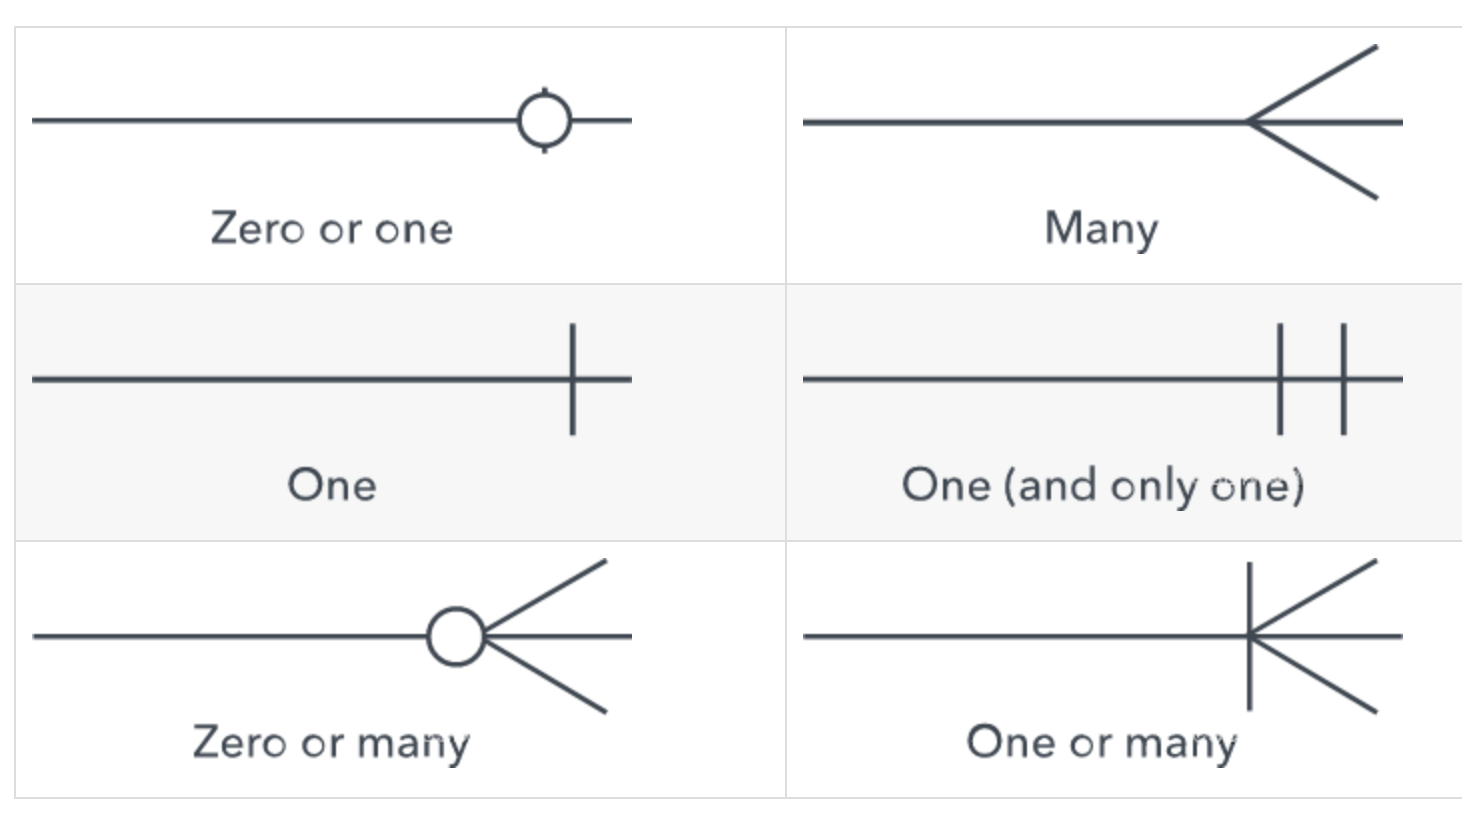 Zero or one
Many
One
One (and only one)
Zero or many
One or many